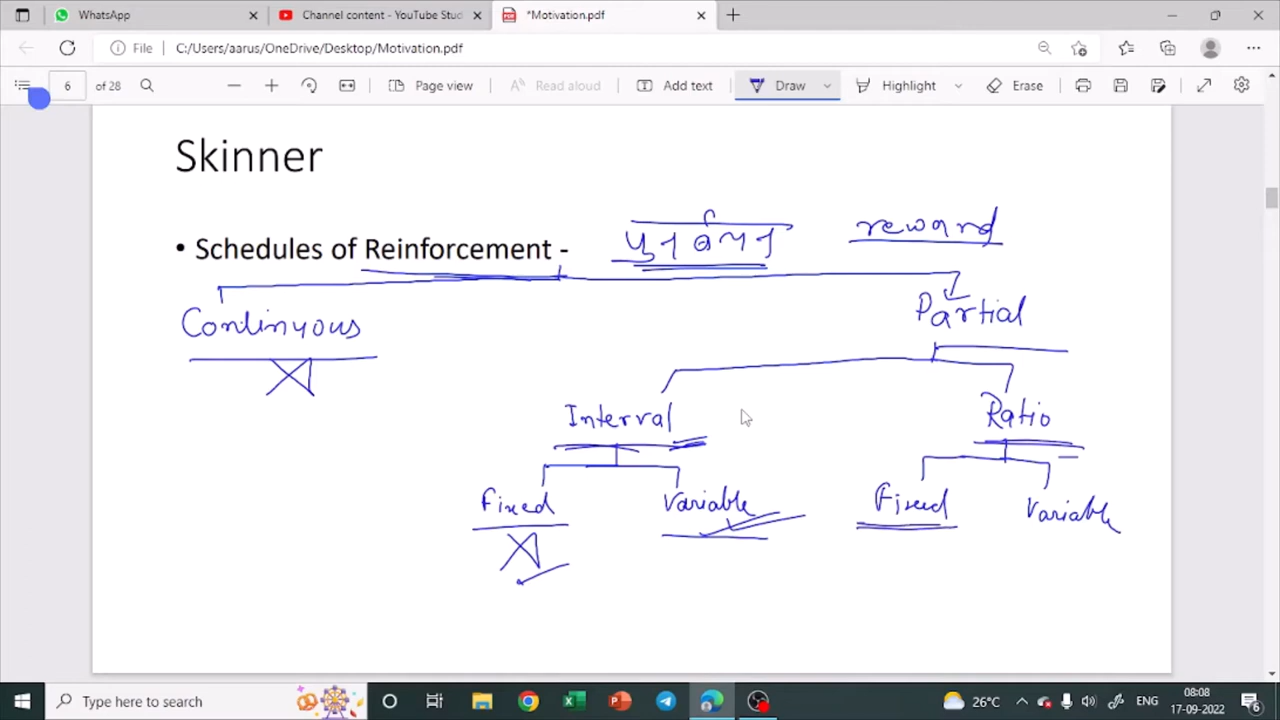 WhatsApp
Channel content - YouTube Stud
*Motivation.pdf
File C:/Users/aarus/OneDrive/Desktop/Motivation.pdf
6 of 28 Page view Read aloud Add text Draw Highlight Erase
Skinner
• Schedules of Reinforcement - reward
Continuous Partial
Interval Ratio
Fixed Variable Fixed Variable
Type here to search 26°C ENG 08:08
17-09-2022 6